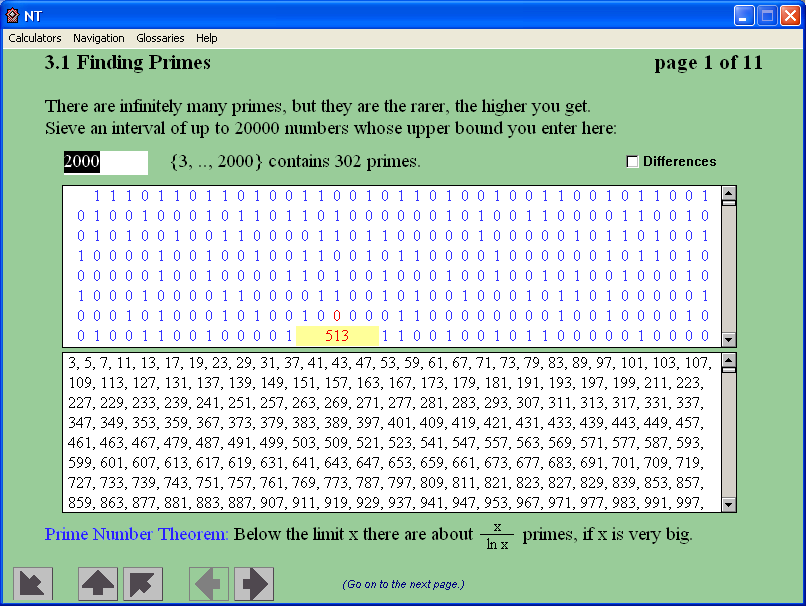 NT
Calculators Navigation Glossaries Help
3.1 Finding Primes page 1 of 11
There are infinitely many primes, but they are the rarer, the higher you get.
Sieve an interval of up to 20000 numbers whose upper bound you enter here:
2000 {3, .., 2000} contains 302 primes. Differences
1 1 1 0 1 1 0 1 1 0 1 0 0 1 1 0 0 1 0 1 1 0 1 0 0 1 0 0 1 1 0 0 1 0 1 1 0 0 1
0 1 0 0 1 0 0 0 1 0 1 1 0 1 1 0 1 0 0 0 0 0 0 1 0 1 0 0 1 1 0 0 0 0 1 1 0 0 1 0
0 1 0 1 0 0 1 0 0 1 1 0 0 0 0 1 1 0 1 1 0 0 0 0 0 1 0 0 0 0 0 1 0 1 1 0 1 0 0 1
1 0 0 0 0 1 0 0 1 0 0 1 0 0 1 1 0 0 1 0 1 1 0 0 0 0 1 0 0 0 0 0 0 1 0 1 1 0 1 0
0 0 0 0 0 1 0 0 1 0 0 0 0 1 1 0 1 0 0 1 0 0 0 1 0 0 1 0 0 1 0 1 0 0 1 0 0 0 1 0
1 0 0 0 1 0 0 0 0 1 1 0 0 0 0 1 1 0 0 1 0 1 0 0 1 0 0 0 1 0 1 1 0 1 0 0 0 0 0 1
0 0 0 1 0 1 0 0 0 1 0 1 0 0 1 0 0 0 0 0 1 1 0 0 0 0 0 0 0 0 1 0 0 1 0 0 0 0 1 0
0 1 0 0 1 1 0 0 1 0 0 0 0 1 513 1 1 0 0 1 0 0 1 0 1 1 0 0 0 0 0 1 0 0 0 0
3, 5, 7, 11, 13, 17, 19, 23, 29, 31, 37, 41, 43, 47, 53, 59, 61, 67, 71, 73, 79, 83, 89, 97, 101, 103, 107,
109, 113, 127, 131, 137, 139, 149, 151, 157, 163, 167, 173, 179, 181, 191, 193, 197, 199, 211, 223,
227, 229, 233, 239, 241, 251, 257, 263, 269, 271, 277, 281, 283, 293, 307, 311, 313, 317, 331, 337,
347, 349, 353, 359, 367, 373, 379, 383, 389, 397, 401, 409, 419, 421, 431, 433, 439, 443, 449, 457,
461, 463, 467, 479, 487, 491, 499, 503, 509, 521, 523, 541, 547, 557, 563, 569, 571, 577, 587, 593,
599, 601, 607, 613, 617, 619, 631, 641, 643, 647, 653, 659, 661, 673, 677, 683, 691, 701, 709, 719,
727, 733, 739, 743, 751, 757, 761, 769, 773, 787, 797, 809, 811, 821, 823, 827, 829, 839, 853, 857,
859, 863, 877, 881, 883, 887, 907, 911, 919, 929, 937, 941, 947, 953, 967, 971, 977, 983, 991, 997,
Prime Number Theorem: Below the limit x there are about x / ln x primes, if x is very big.
(Go on to the next page.)